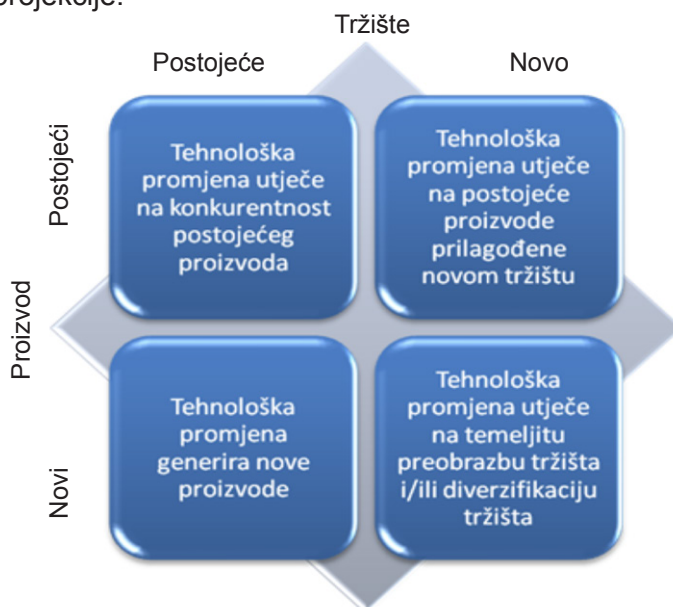 projekcije.
Tržište
Postojeće
Novo
Postojeći
Tehnološka
promjena utječe
na konkurentnost
postojećeg
proizvoda
Tehnološka
promjena utječe
na postojeće
proizvode
prilagođene
novom tržištu
Proizvod
Novi
Tehnološka
promjena
generira nove
proizvode
Tehnološka
promjena utječe
na temeljitu
preobrazbu tržišta
i/ili diverzifikaciju
tržišta